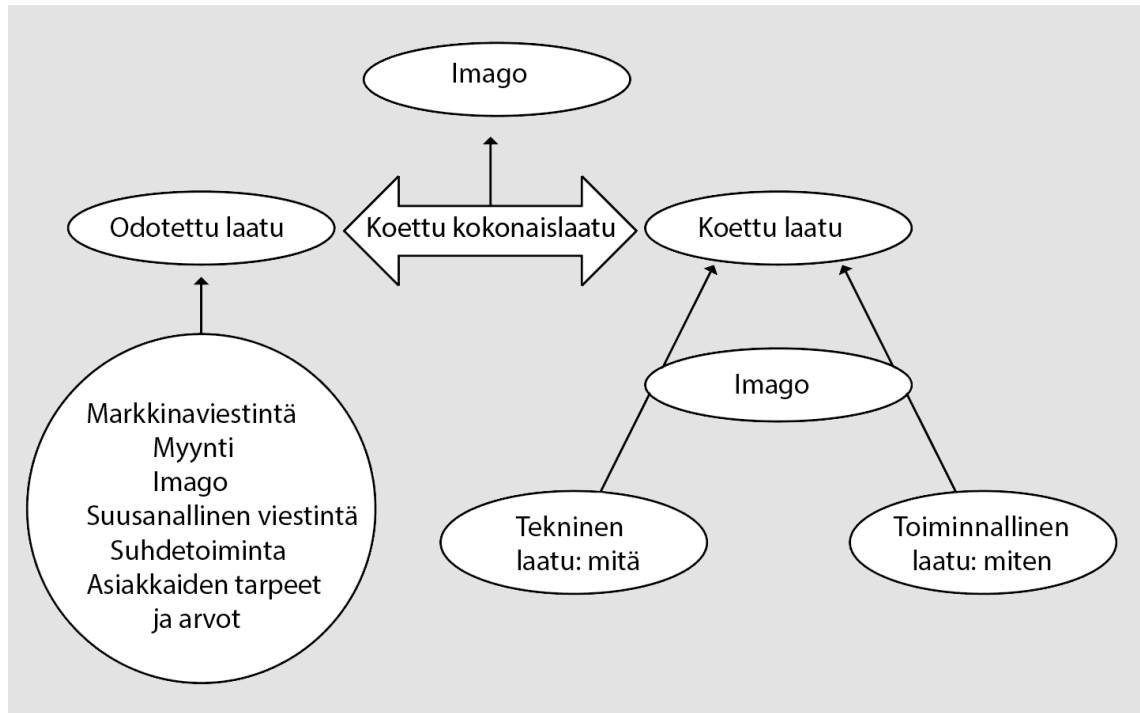 Imago
Odotettu laatu
Koettu kokonaislaatu
Koettu laatu
Imago
Markkinaviestintä
Myynti
Imago
Suusanallinen viestintä
Suhdetoiminta
Asiakkaiden tarpeet
ja arvot
Tekninen
laatu: mitä
Toiminnallinen
laatu: miten